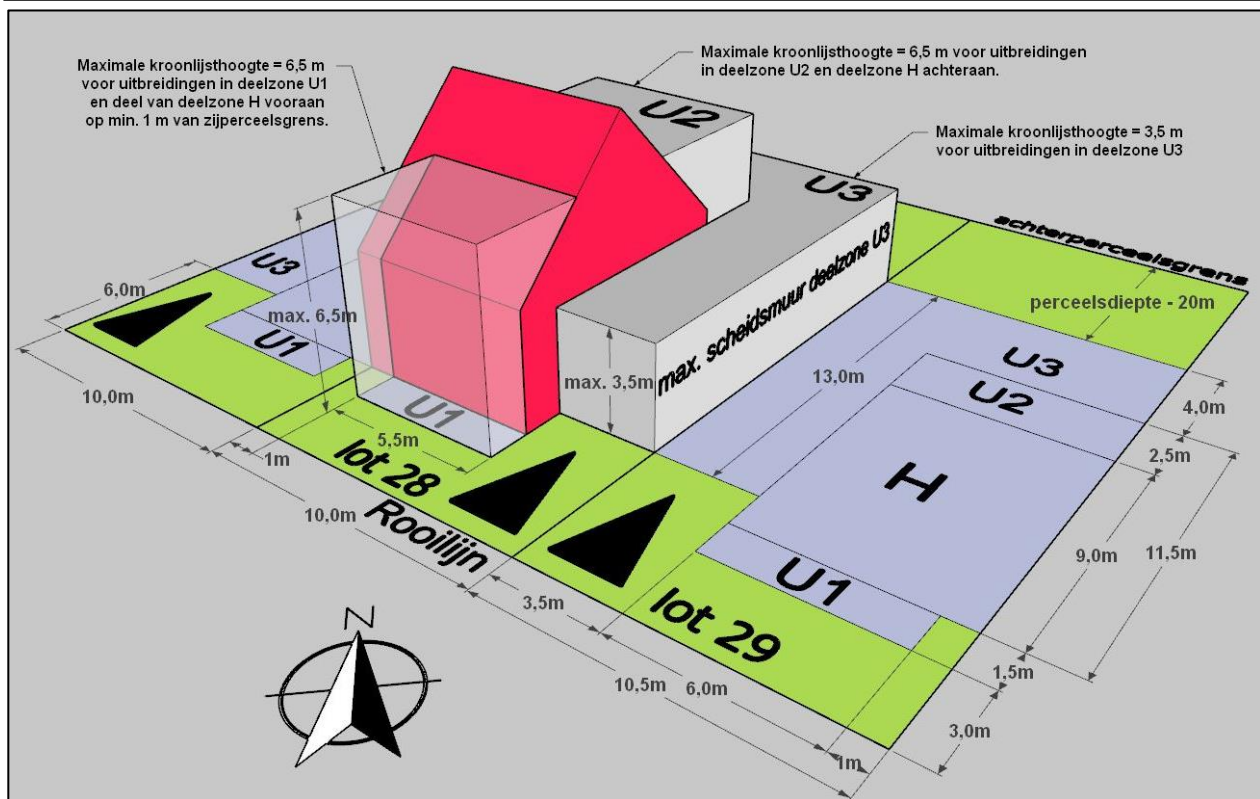 Maximale kroonlijsthoogte = 6,5 m
voor uitbreidingen in deelzone U1
en deel van deelzone H vooraan
op min. 1 m van zijperceelsgrens.
Maximale kroonlijsthoogte = 6,5 m voor uitbreidingen
in deelzone U2 en deelzone H achteraan.
Maximale kroonlijsthoogte = 3,5 m
voor uitbreidingen in deelzone U3
U2
U3
achterperceelsgrens
perceelsdiepte - 20m
max. scheidsmuur deelzone U3
U3
6,0m
max. 6,5m
U1
max. 3,5m
13,0m
U3
U2
4,0m
2,5m
10,0m
U1
5,5m
H
1m
lot 28
9,0m
11,5m
10,0m
Rooilijn
U1
3,5m
lot 29
1,5m
10,5m
6,0m
3,0m
1m
N